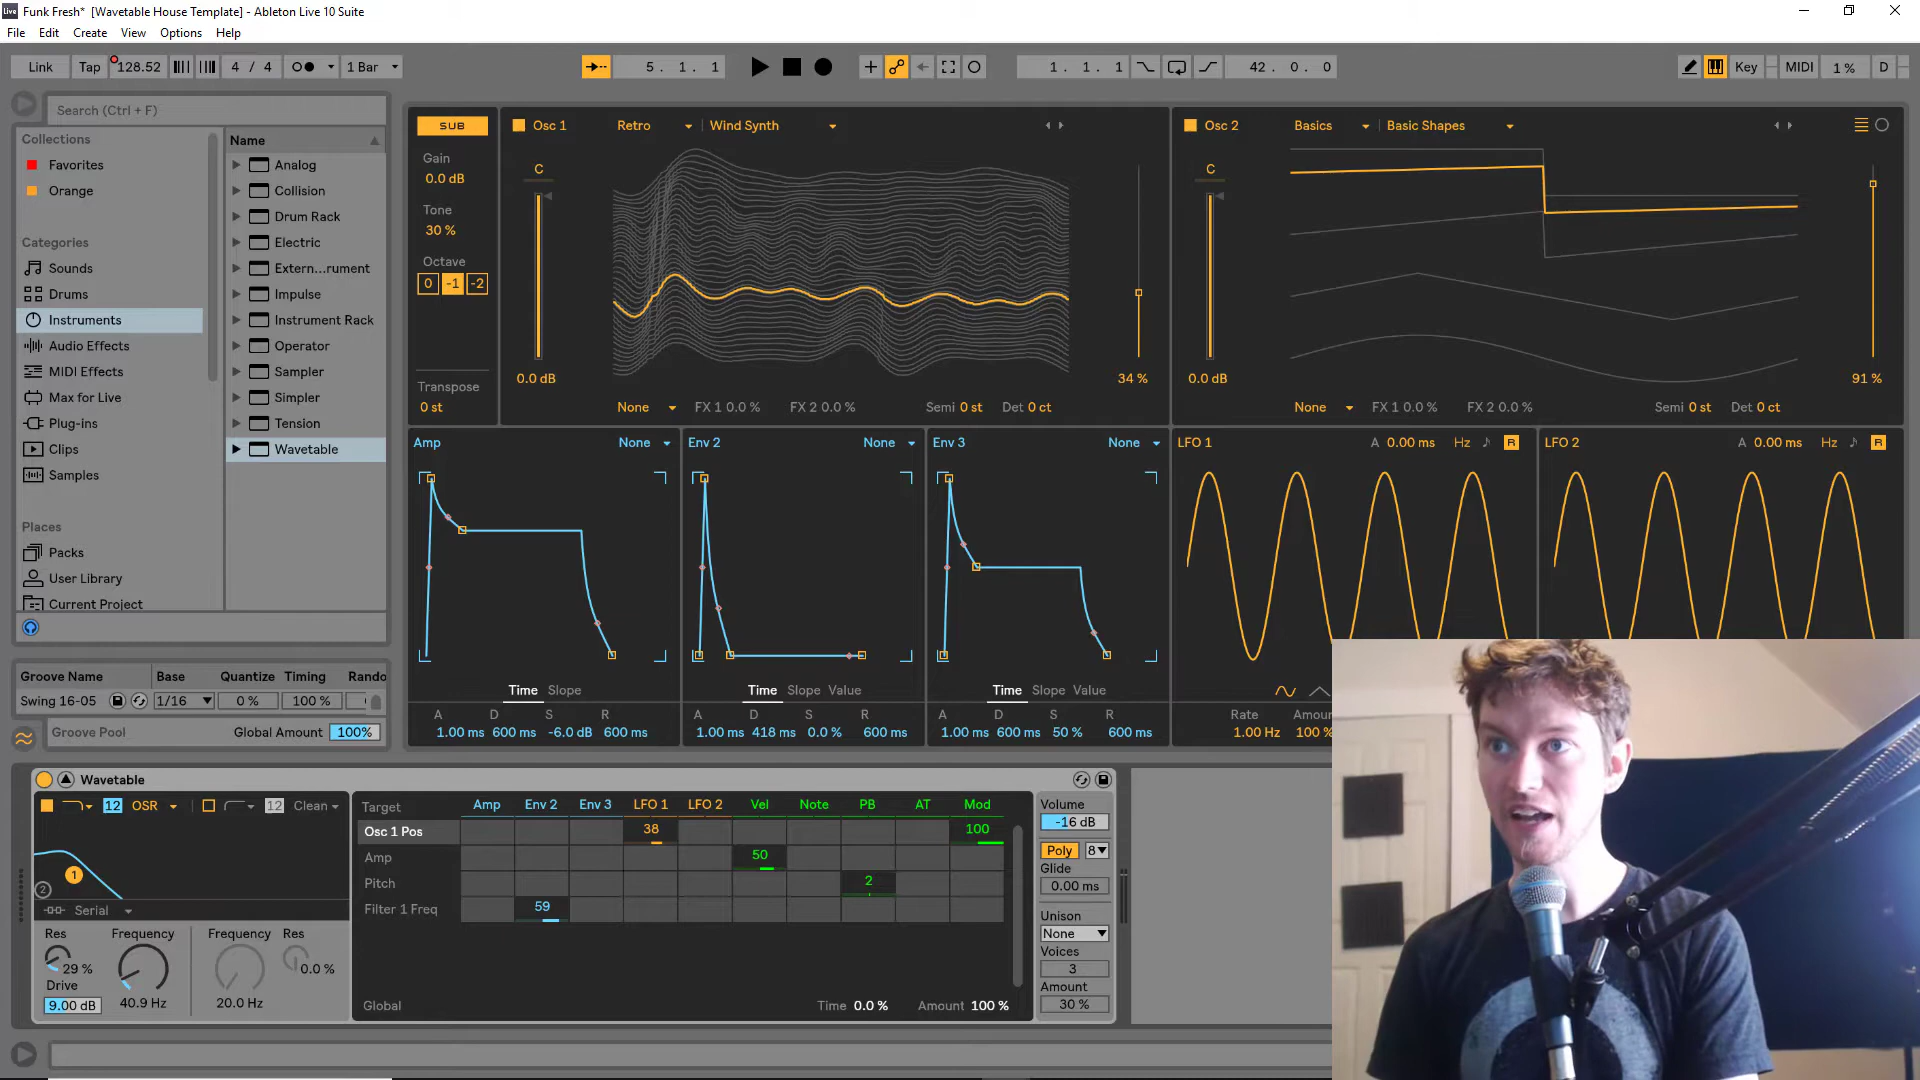 Live Funk Fresh* [Wavetable House Template] - Ableton Live 10 Suite
File Edit Create View Options Help
Link Tap 128.52 4 / 4 1 Bar 5. 1. 1 1. 1. 1 42. 0. 0 Key MIDI 1 % D
Search (Ctrl + F)
Collections
Favorites
Orange
Categories
Sounds
Drums
Instruments
Audio Effects
MIDI Effects
Max for Live
Plug-ins
Clips
Samples
Places
Packs
User Library
Current Project
Name
Analog
Collision
Drum Rack
Electric
Extern...rument
Impulse
Instrument Rack
Operator
Sampler
Simpler
Tension
Wavetable
Groove Name Base Quantize Timing Rando
Swing 16-05 1/16 0 % 100 %
Groove Pool Global Amount 100%
SUB
Gain
0.0 dB
Tone
30 %
Octave
0 -1 -2
Transpose
0 st
Osc 1 Retro Wind Synth
C
0.0 dB 34 %
None FX 1 0.0 % FX 2 0.0 % Semi 0 st Det 0 ct
Osc 2 Basics Basic Shapes
C
0.0 dB 91 %
None FX 1 0.0 % FX 2 0.0 % Semi 0 st Det 0 ct
Amp None
Time Slope
A D S R
1.00 ms 600 ms -6.0 dB 600 ms
Env 2 None
Time Slope Value
A D S R
1.00 ms 418 ms 0.0 % 600 ms
Env 3 None
Time Slope Value
A D S R
1.00 ms 600 ms 50 % 600 ms
LFO 1 A 0.00 ms Hz R
Rate Amou
1.00 Hz 100 %
LFO 2 A 0.00 ms Hz R
Wavetable
12 OSR 12 Clean
1
2
Serial
Res Frequency Frequency Res
29 % 0.0 %
Drive
9.00 dB 40.9 Hz 20.0 Hz
Target Amp Env 2 Env 3 LFO 1 LFO 2 Vel Note PB AT Mod
Osc 1 Pos 38 100
Amp 50
Pitch 2
Filter 1 Freq 59
Global Time 0.0 % Amount 100 %
Volume
-16 dB
Poly 8
Glide
0.00 ms
Unison
None
Voices
3
Amount
30 %